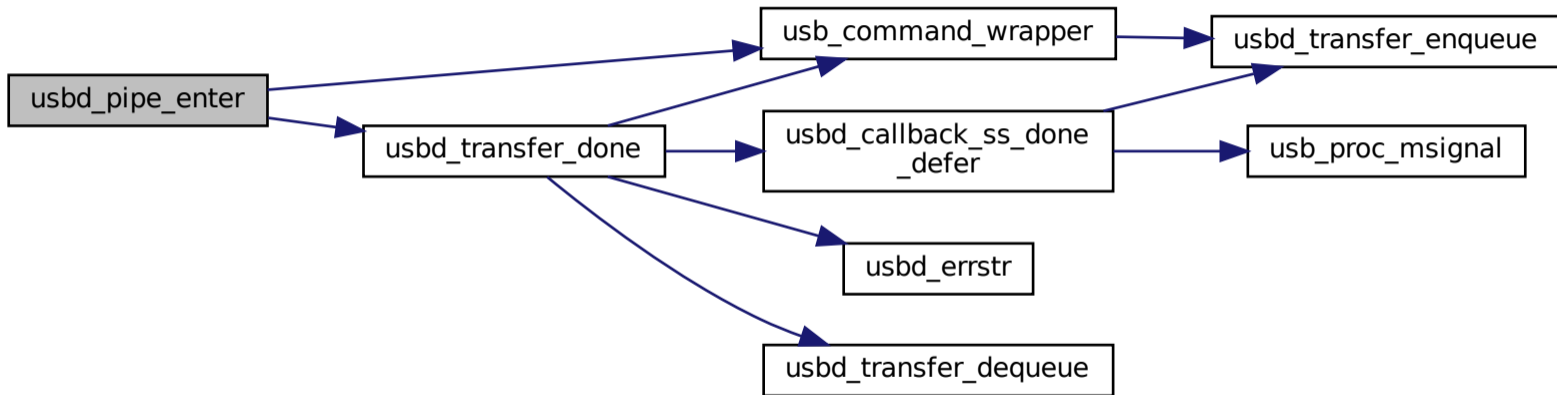 usbd_pipe_enter
usbd_transfer_done
usb_command_wrapper
usbd_callback_ss_done
_defer
usbd_errstr
usbd_transfer_dequeue
usbd_transfer_enqueue
usb_proc_msignal